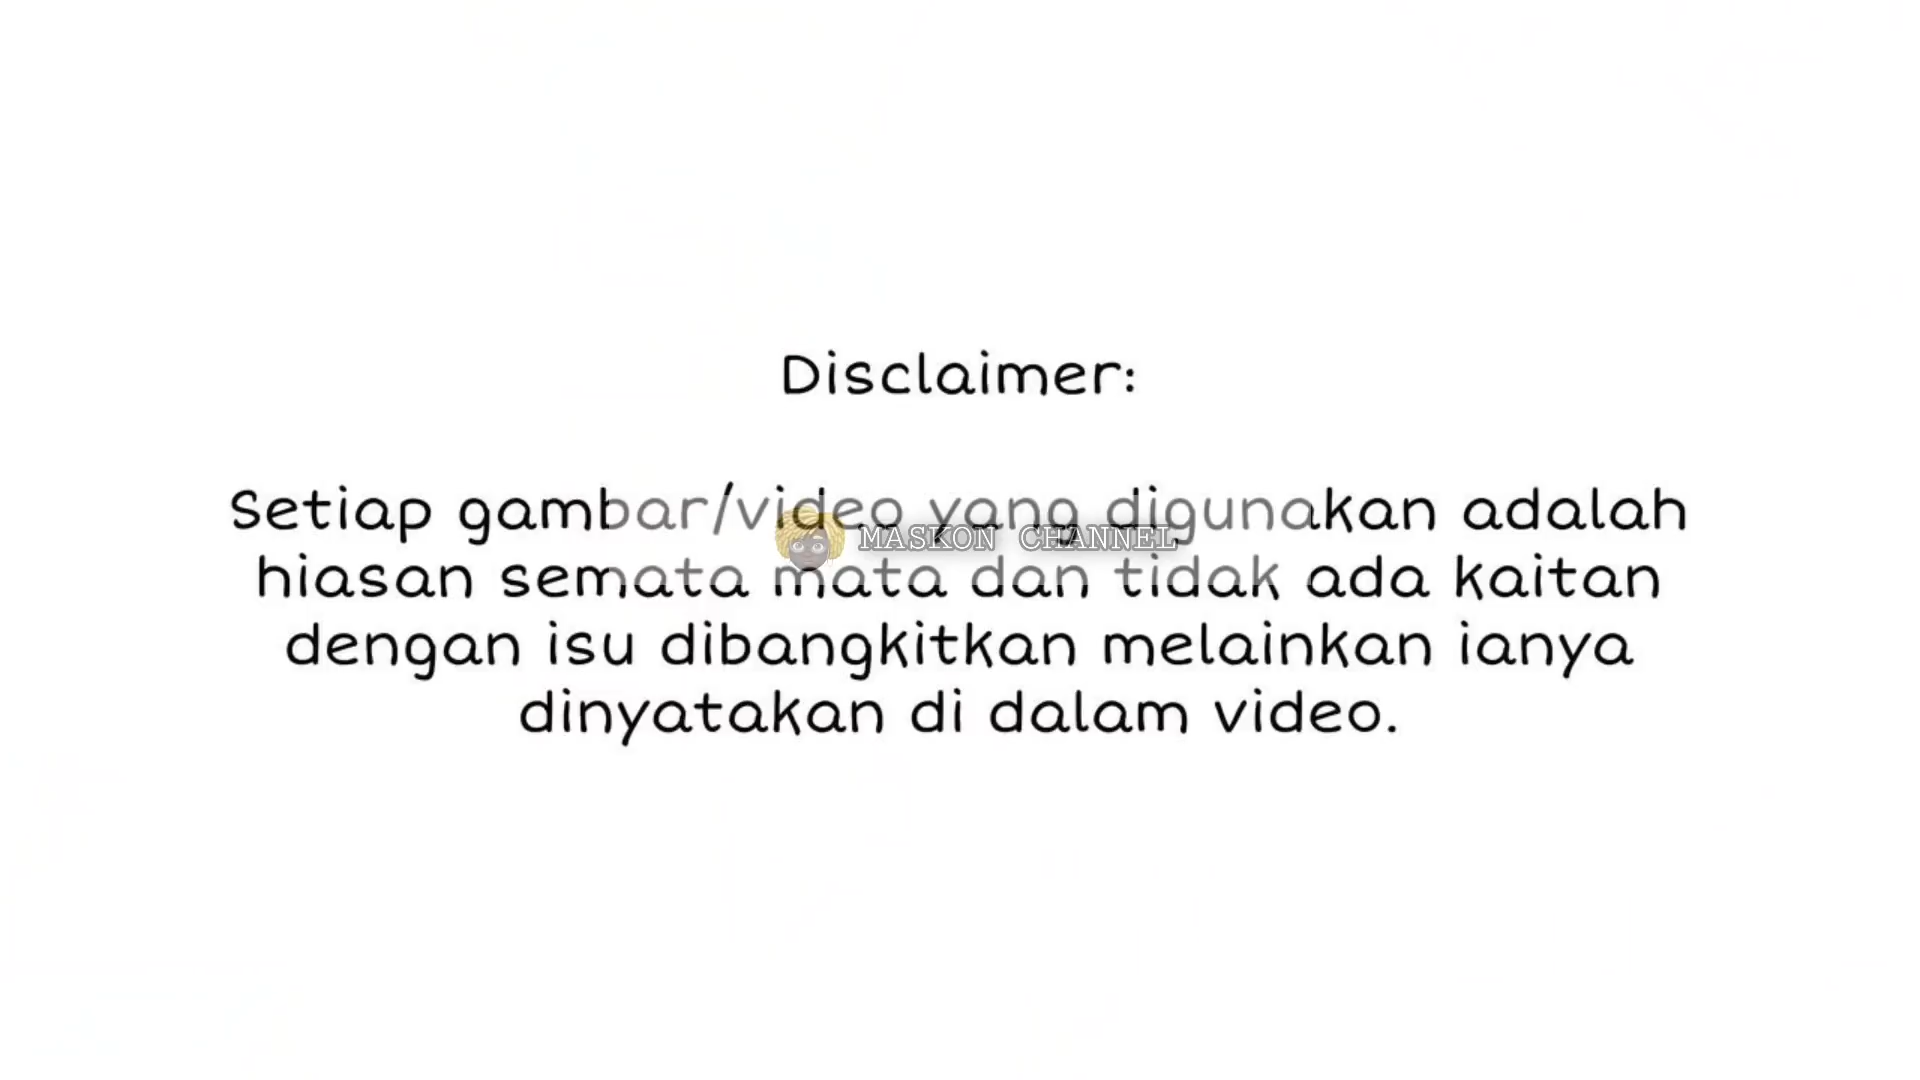 Disclaimer:
Setiap gambar/video yang digunakan adalah
MASKON CHANNEL
hiasan semata mata dan tidak ada kaitan
dengan isu dibangkitkan melainkan ianya
dinyatakan di dalam video.